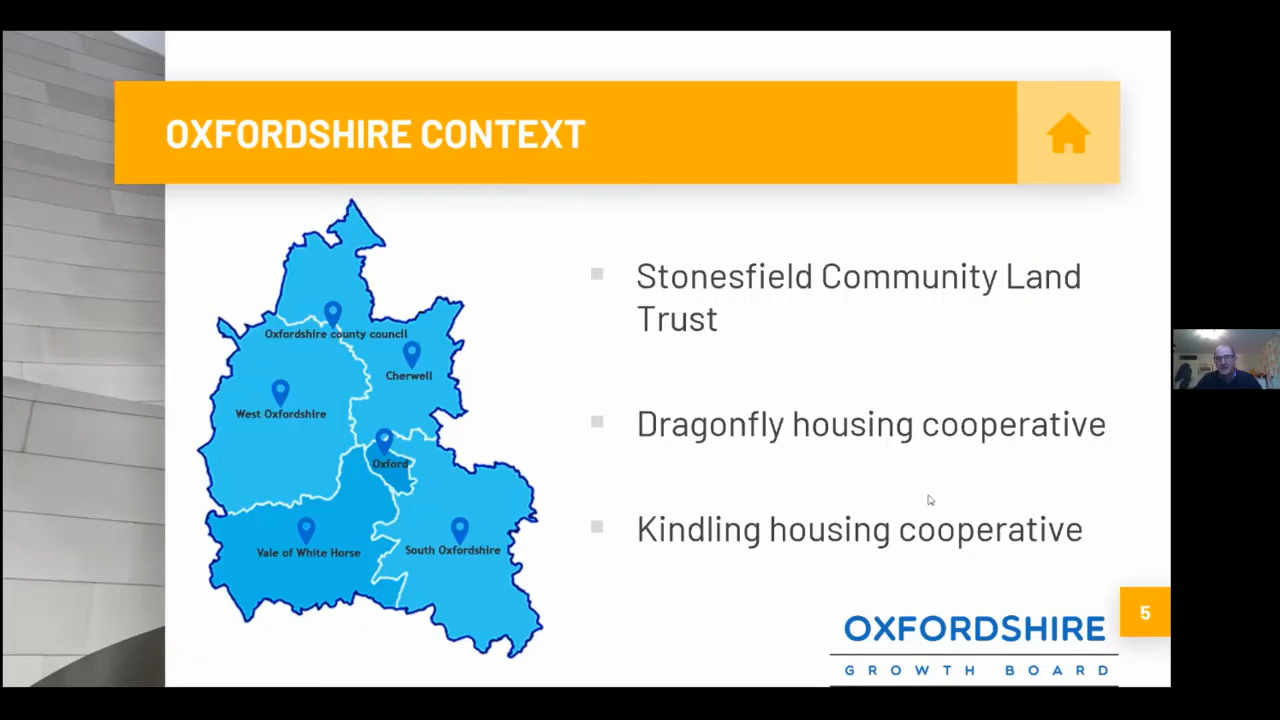 OXFORDSHIRE CONTEXT
Oxfordshire county council
Cherwell
West Oxfordshire
Oxford
Vale of White Horse
South Oxfordshire
Stonesfield Community Land
Trust
Dragonfly housing cooperative
Kindling housing cooperative
5
OXFORDSHIRE
GROWTH BOARD